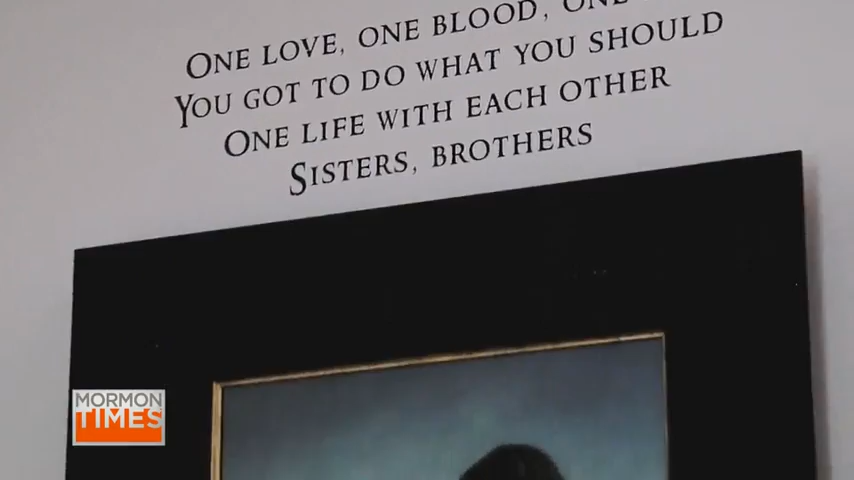 ONE LOVE, ONE BLOOD, ONE
YOU GOT TO DO WHAT YOU SHOULD
ONE LIFE WITH EACH OTHER
SISTERS, BROTHERS
MORMON
TIMES